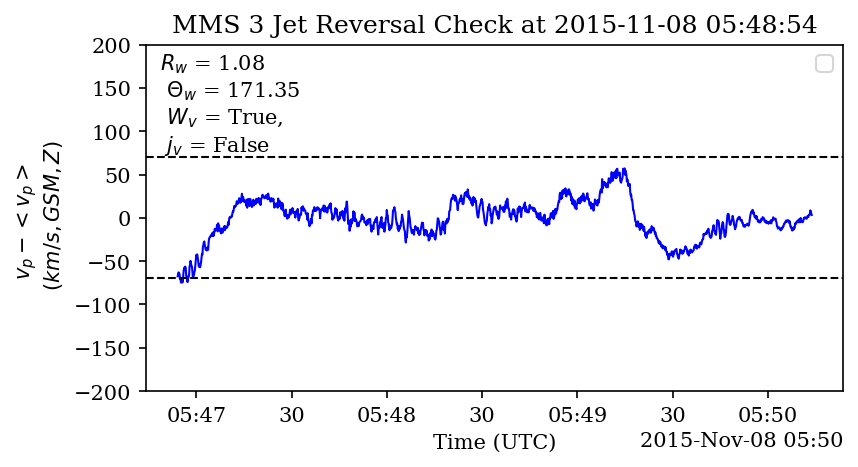 MMS 3 Jet Reversal Check at 2015-11-08 05:48:54
R_w = 1.08
Θ_w = 171.35
W_v = True,
j_v = False
v_p − < v_p >
(km/s, GSM, Z)
200
150
100
50
0
−50
−100
−150
−200
05:47 30 05:48 30 05:49 30 05:50
Time (UTC) 2015-Nov-08 05:50